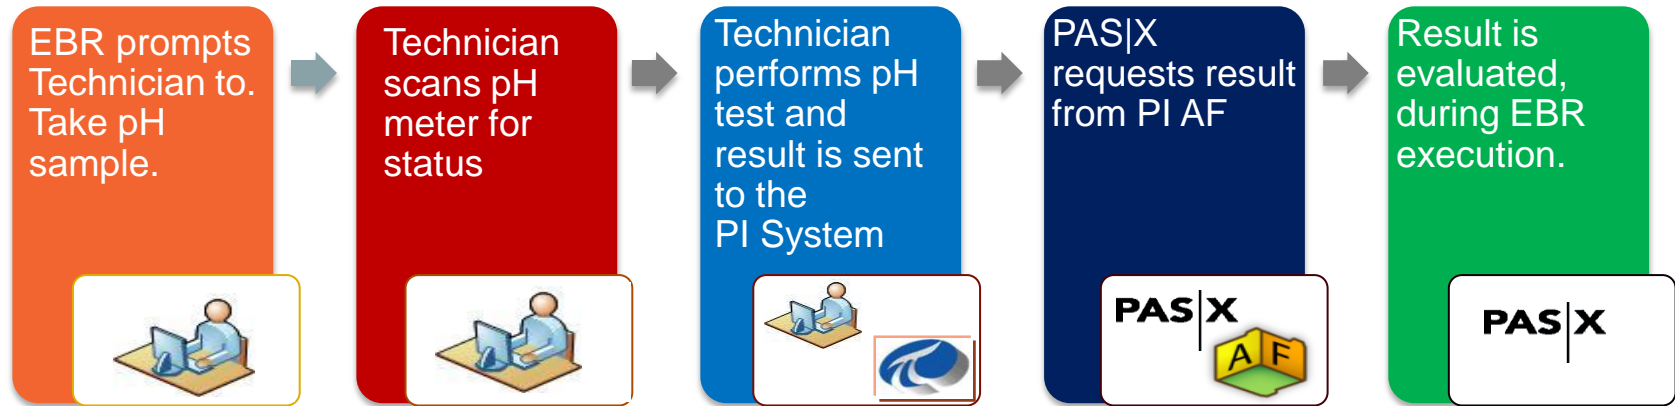 EBR prompts
Technician to.
Take pH
sample.
Technician
scans pH
meter for
status
Technician
performs pH
test and
result is sent
to the
PI System
PAS|X
requests result
from PI AF
PAS|X
AF
Result is
evaluated,
during EBR
execution.
PAS|X